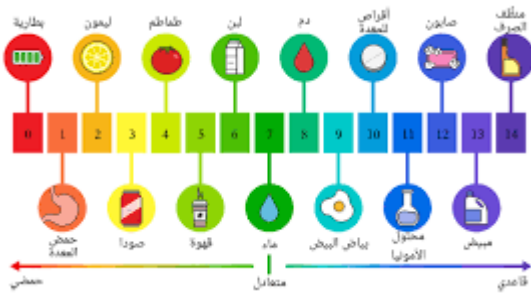 بطارية
ليمون
طماطم
لبن
دم
أقراص
للمعدة
صابون
منظف
الصرف
0 1 2 3 4 5 6 7 8 9 10 11 12 13 14
حمض
المعدة
صودا
قهوة
ماء
بياض البيض
محلول
الأمونيا
مبيض
حمضي
متعادل
قاعدي